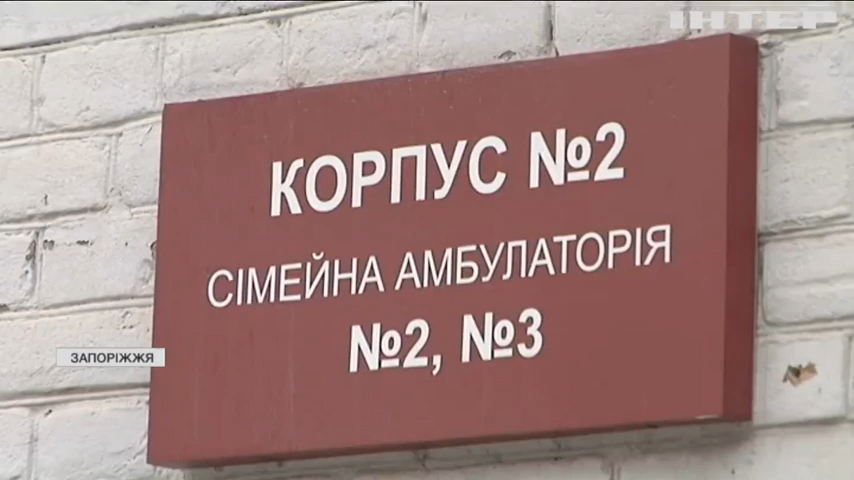 ІНТЕР
КОРПУС №2
СІМЕЙНА АМБУЛАТОРІЯ
№2, №3
ЗАПОРІЖЖЯ